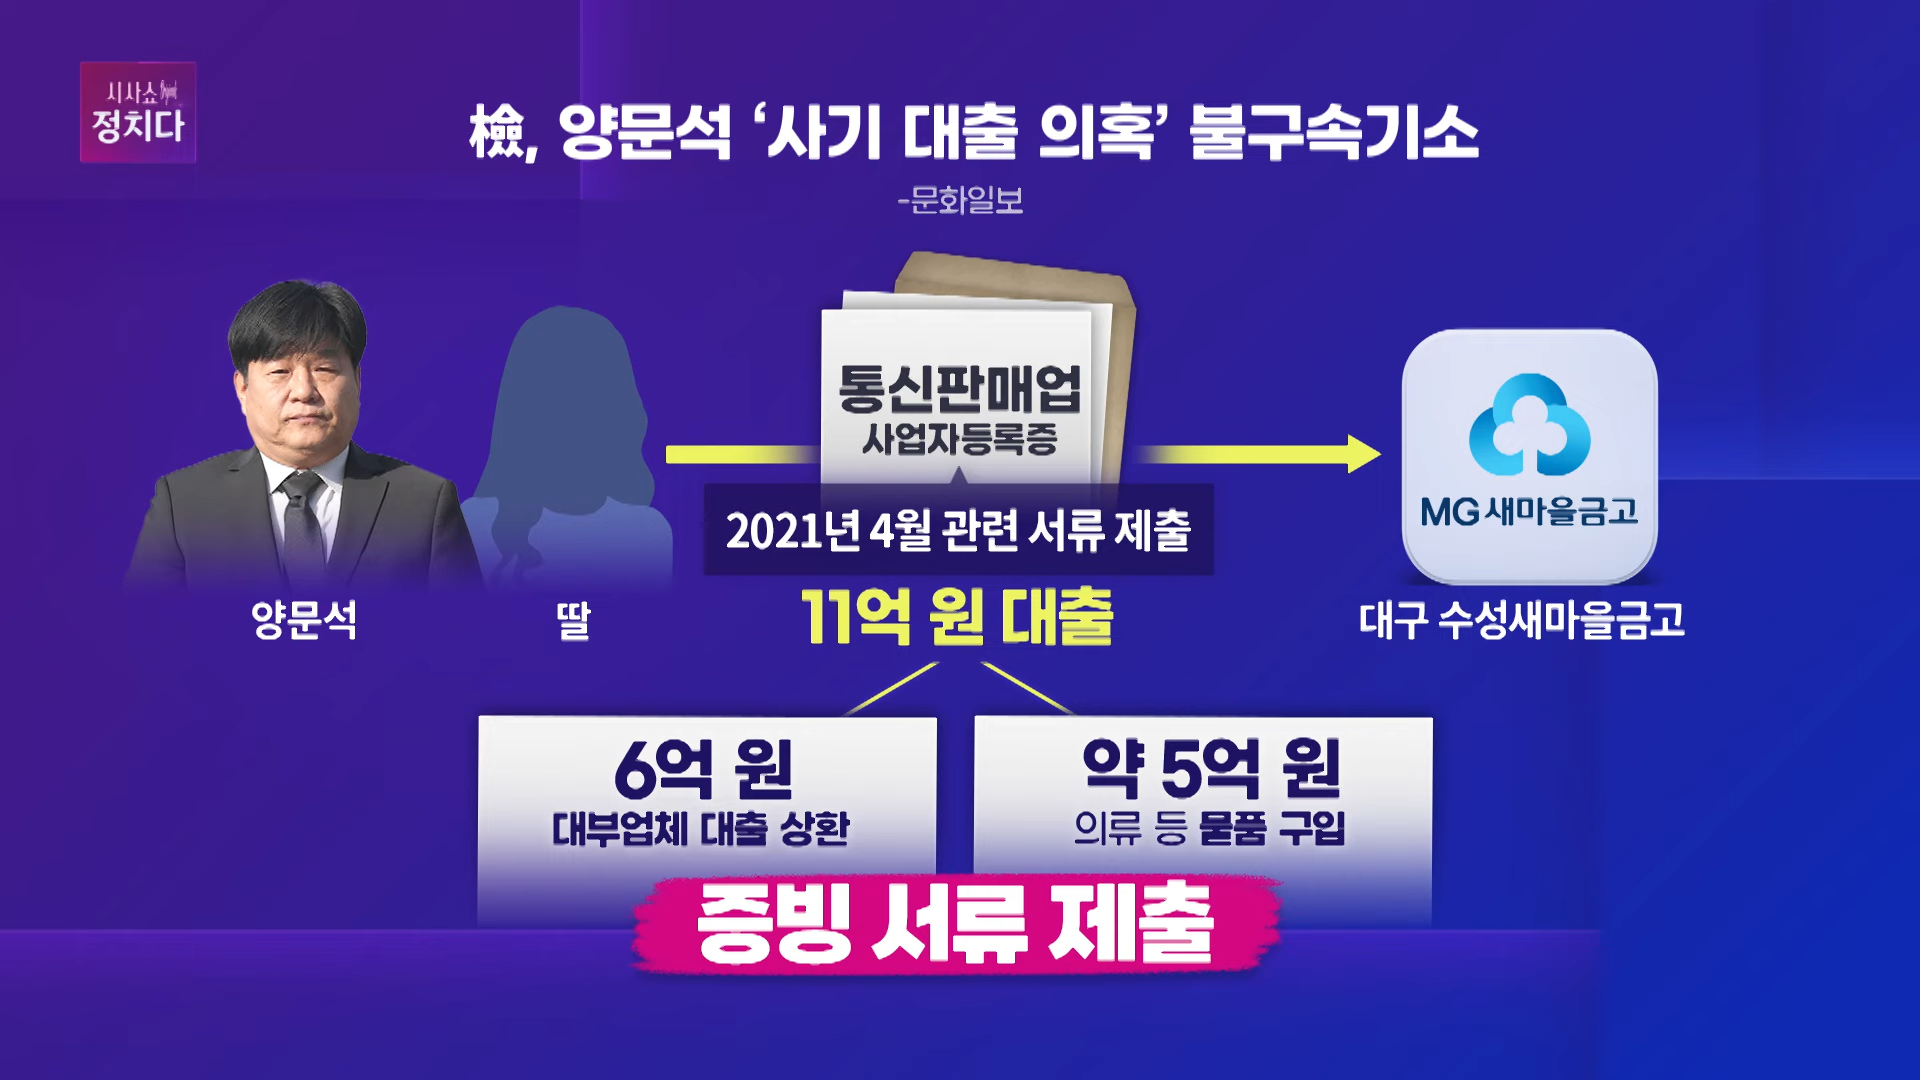 시사쇼
정치다
檢, 양문석 ‘사기 대출 의혹’ 불구속기소
-문화일보
통신판매업
사업자등록증
2021년 4월 관련 서류 제출
11억 원 대출
MG새마을금고
양문석
딸
대구 수성새마을금고
6억 원
대부업체 대출 상환
약 5억 원
의류 등 물품 구입
증빙 서류 제출